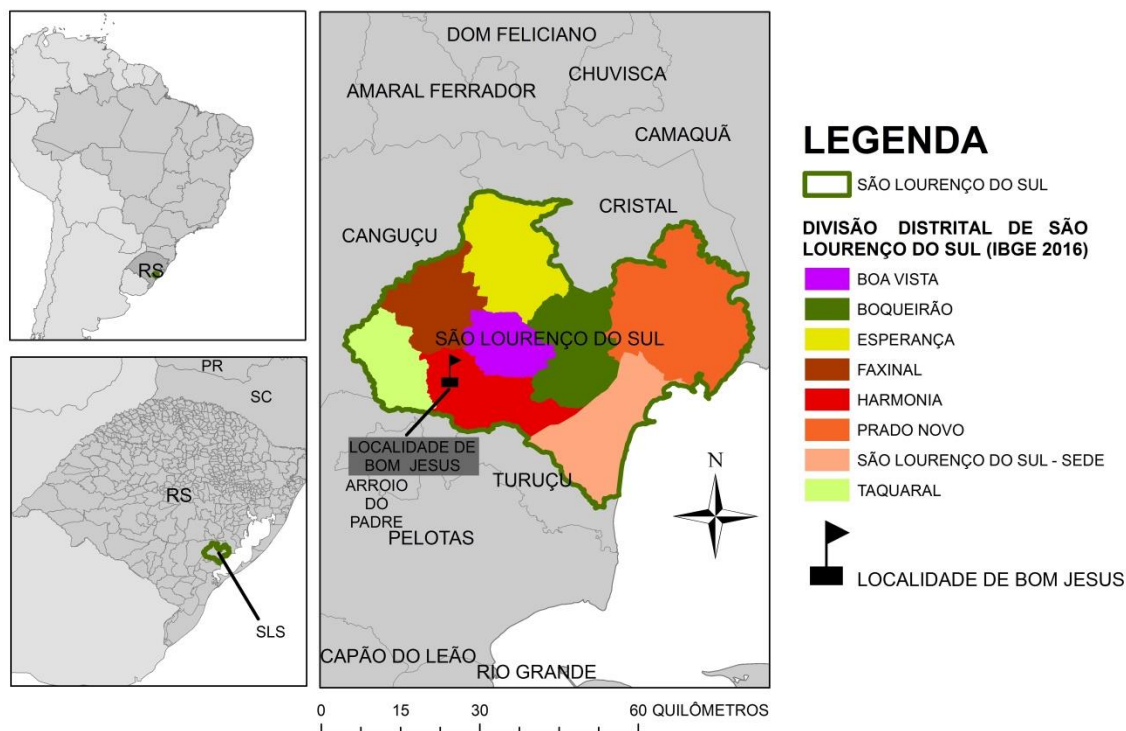 RS
PR
SC
RS
SLS
DOM FELICIANO
CHUVISCA
AMARAL FERRADOR
CAMAQUÃ
CRISTAL
CANGUÇU
SÃO LOURENÇO DO SUL
LOCALIDADE DE
BOM JESUS
TURUÇU
ARROIO
DO
PADRE
PELOTAS
N
CAPÃO DO LEÃO
RIO GRANDE
0 15 30 60 QUILÔMETROS
LEGENDA
SÃO LOURENÇO DO SUL
DIVISÃO DISTRITAL DE SÃO
LOURENÇO DO SUL (IBGE 2016)
BOA VISTA
BOQUEIRÃO
ESPERANÇA
FAXINAL
HARMONIA
PRADO NOVO
SÃO LOURENÇO DO SUL - SEDE
TAQUARAL
LOCALIDADE DE BOM JESUS